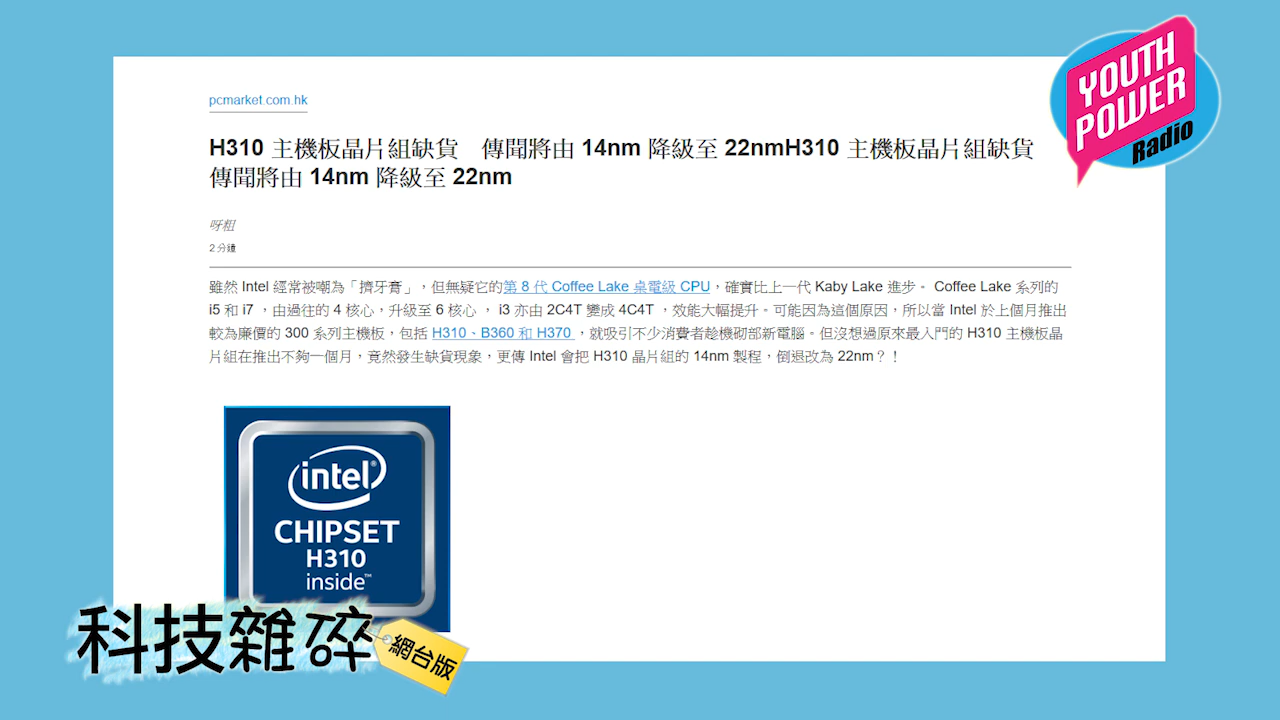 pcmarket.com.hk
YOUTH
POWER
Radio
H310 主機板晶片組缺貨　傳聞將由 14nm 降級至 22nmH310 主機板晶片組缺貨
傳聞將由 14nm 降級至 22nm
呀粗
2 分鐘
雖然 Intel 經常被嘲為「擠牙膏」，但無疑它的第 8 代 Coffee Lake 桌電級 CPU，確實比上一代 Kaby Lake 進步。 Coffee Lake 系列的
i5 和 i7 ，由過往的 4 核心，升級至 6 核心 ， i3 亦由 2C4T 變成 4C4T ，效能大幅提升。可能因為這個原因，所以當 Intel 於上個月推出
較為廉價的 300 系列主機板，包括 H310、B360 和 H370 ，就吸引不少消費者趁機砌部新電腦。但沒想過原來最入門的 H310 主機板晶
片組在推出不夠一個月，竟然發生缺貨現象，更傳 Intel 會把 H310 晶片組的 14nm 製程，倒退改為 22nm？！
intel®
CHIPSET
H310
inside™
科技雜碎
網台版